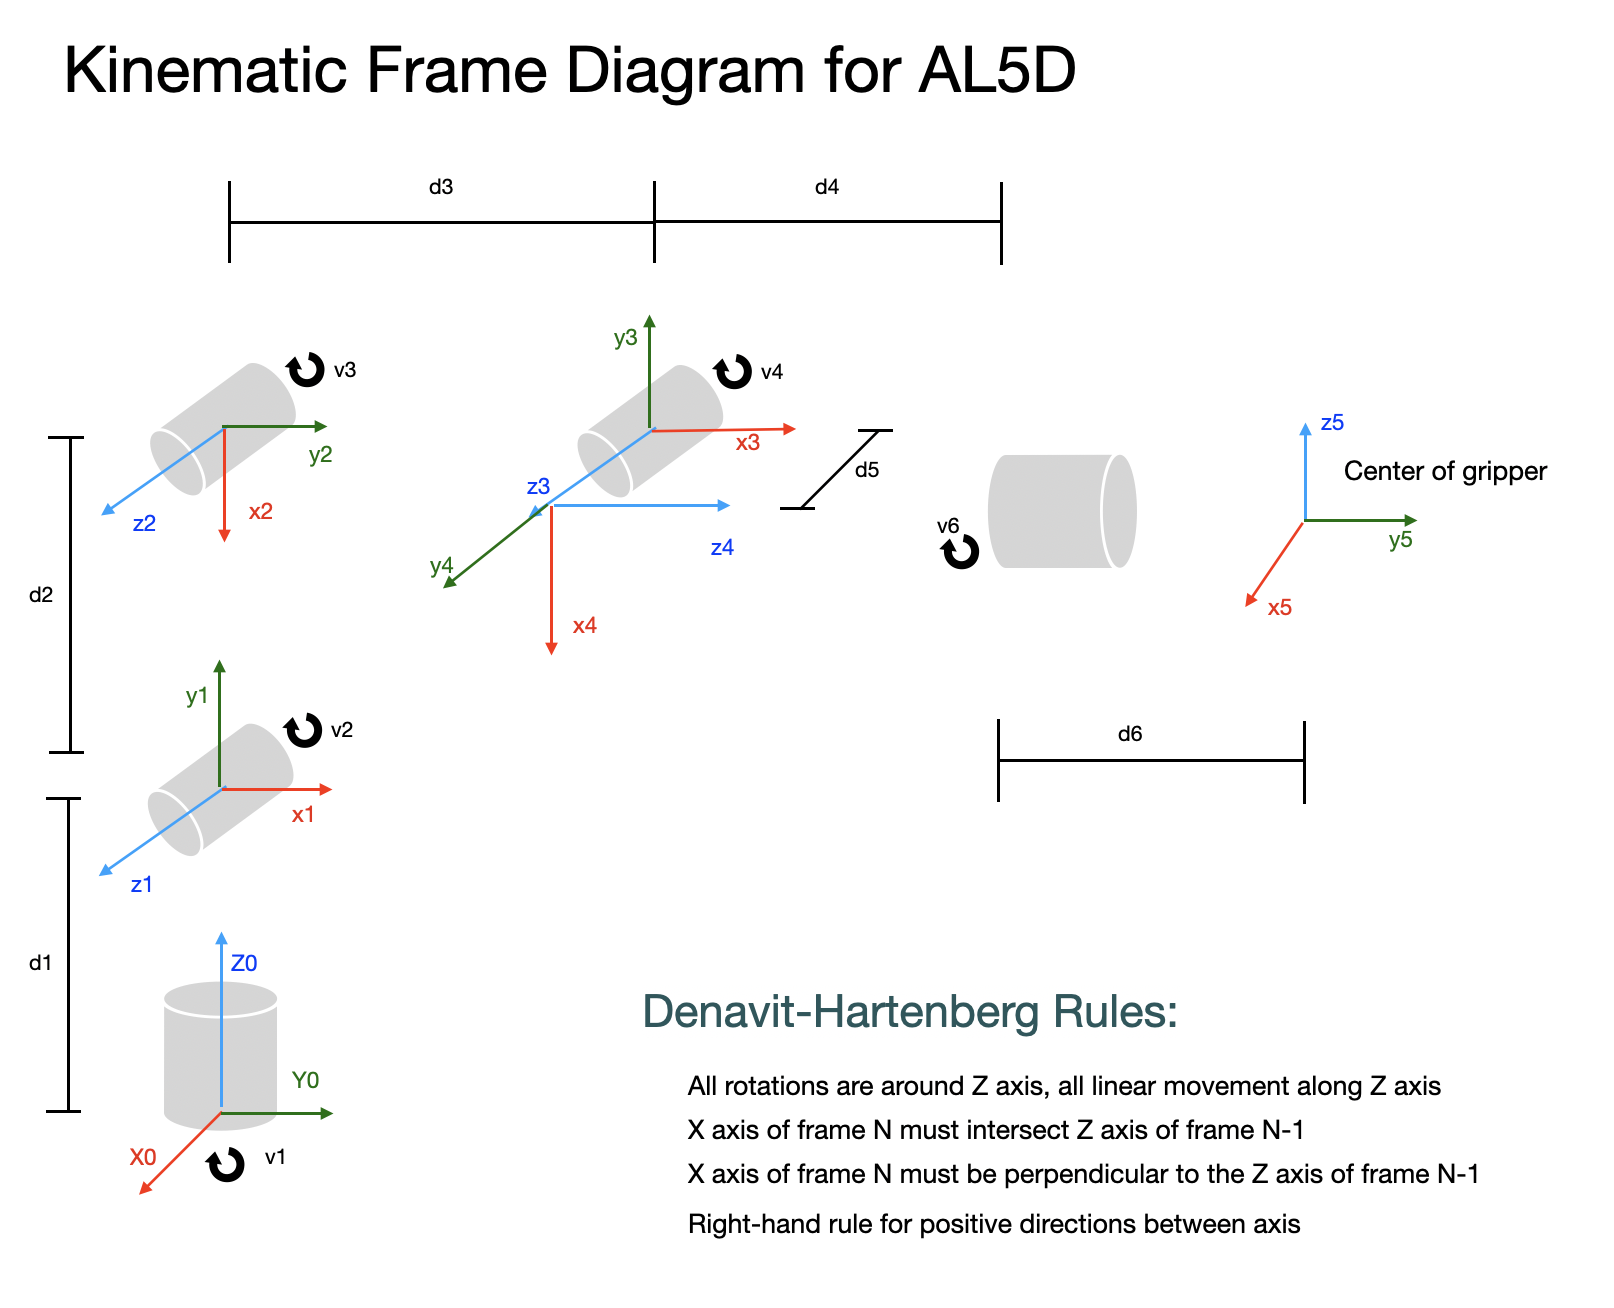 Kinematic Frame Diagram for AL5D
d3
d4
y3
v3
v4
z5
x3
y2
Center of gripper
d5
z3
x2
z2
v6
y5
z4
y4
d2
x5
x4
y1
v2
d6
x1
z1
d1
Z0
Denavit-Hartenberg Rules:
Y0
All rotations are around Z axis, all linear movement along Z axis
X axis of frame N must intersect Z axis of frame N-1
X0
v1
X axis of frame N must be perpendicular to the Z axis of frame N-1
Right-hand rule for positive directions between axis